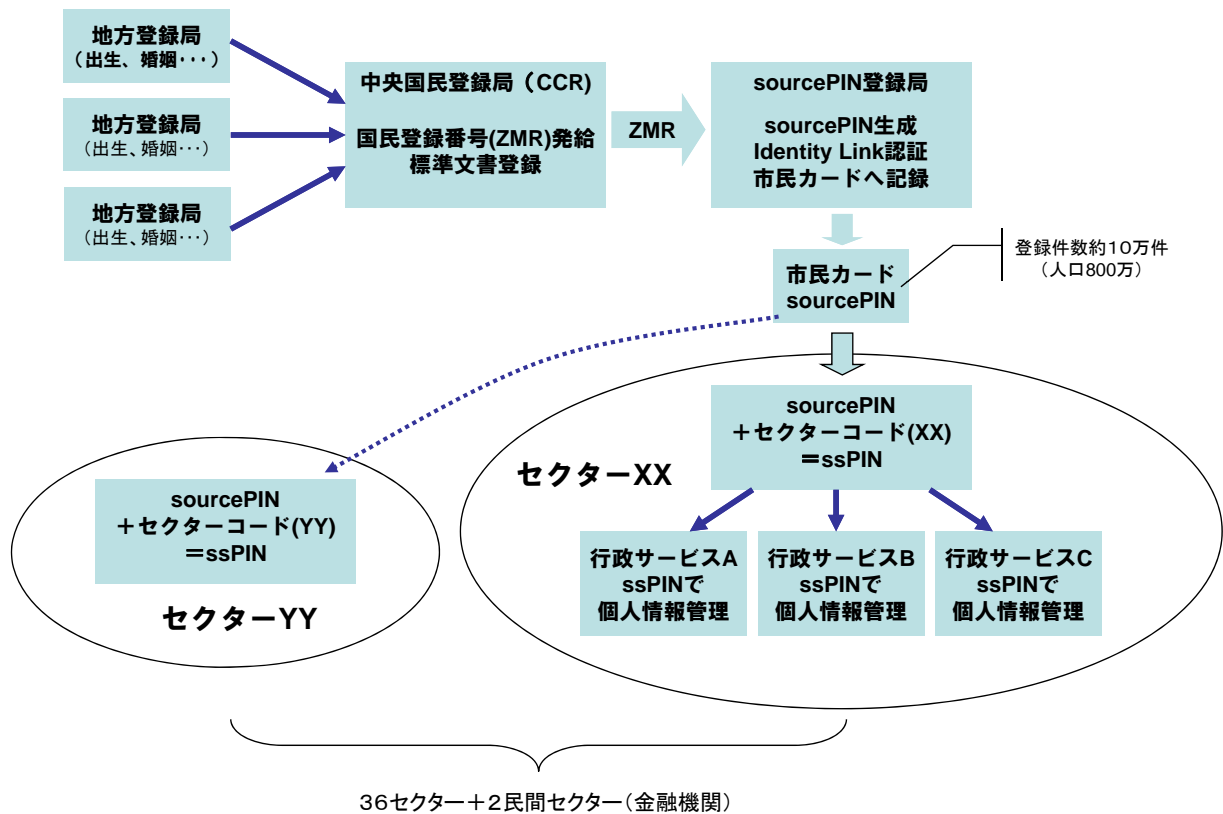 地方登録局
（出生、婚姻･･･）
地方登録局
（出生、婚姻･･･）
地方登録局
（出生、婚姻･･･）
中央国民登録局（CCR)
国民登録番号(ZMR)発給
標準文書登録
ZMR
sourcePIN登録局
sourcePIN生成
Identity Link認証
市民カードへ記録
市民カード
sourcePIN
登録件数約１０万件
（人口800万）
sourcePIN
＋セクターコード(XX)
＝ssPIN
セクターXX
行政サービスA
ssPINで
個人情報管理
行政サービスB
ssPINで
個人情報管理
行政サービスC
ssPINで
個人情報管理
sourcePIN
＋セクターコード(YY)
＝ssPIN
セクターYY
３６セクター＋２民間セクター（金融機関）